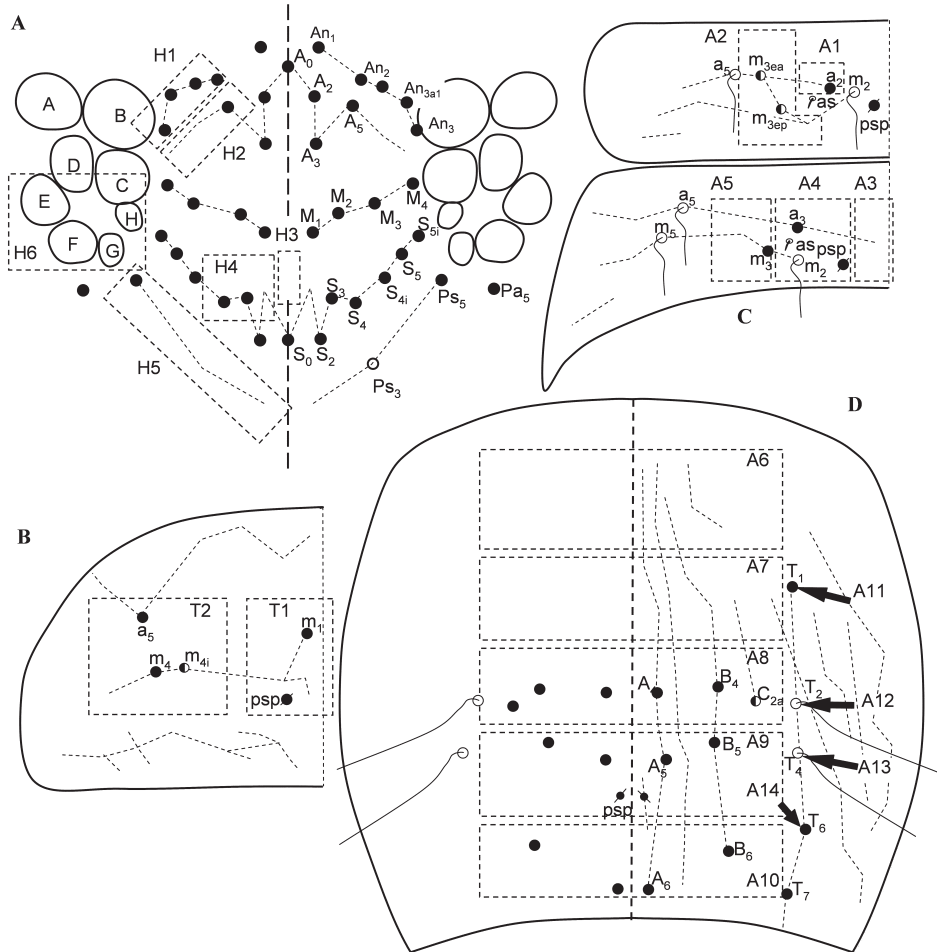 A
An1
H1
A0
An2
A2
An3a1
A
B
H2
A5
An3
A3
D
C
M4
E
H
M2
M3
M1
H3
S5i
H6
F
G
H4
S5
S3
S4i
Ps5
Pa5
S4
H5
S0
S2
Ps3
A2
A1
a5
m3ea
a2
m2
as
m3ep
psp
A5
A4
A3
a5
a3
m5
as
psp
m3
m2
C
D
A6
A7
T1
A11
A8
A
B4
C2a
T2
A12
A9
A5
B5
T4
A13
psp
A14
T6
B6
A6
A10
T7
B
T2
T1
a5
m1
m4
m4i
psp